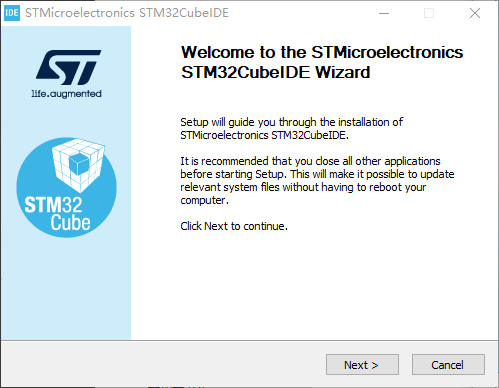 IDE STMicroelectronics STM32CubeIDE
ST
life.augmented
STM32
Cube
Welcome to the STMicroelectronics
STM32CubeIDE Wizard
Setup will guide you through the installation of
STMicroelectronics STM32CubeIDE.
It is recommended that you close all other applications
before starting Setup. This will make it possible to update
relevant system files without having to reboot your
computer.
Click Next to continue.
Next >
Cancel